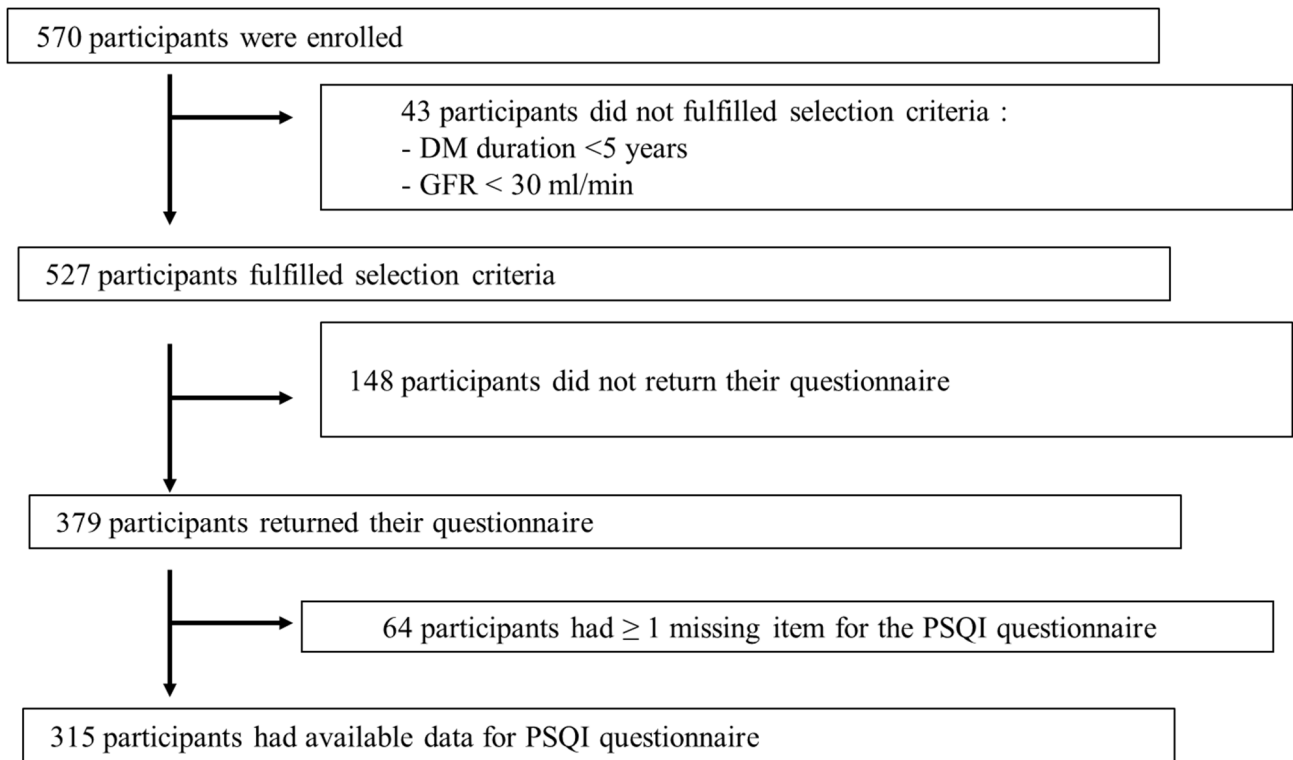 570 participants were enrolled
43 participants did not fulfilled selection criteria :
- DM duration <5 years
- GFR < 30 ml/min
527 participants fulfilled selection criteria
148 participants did not return their questionnaire
379 participants returned their questionnaire
64 participants had ≥ 1 missing item for the PSQI questionnaire
315 participants had available data for PSQI questionnaire